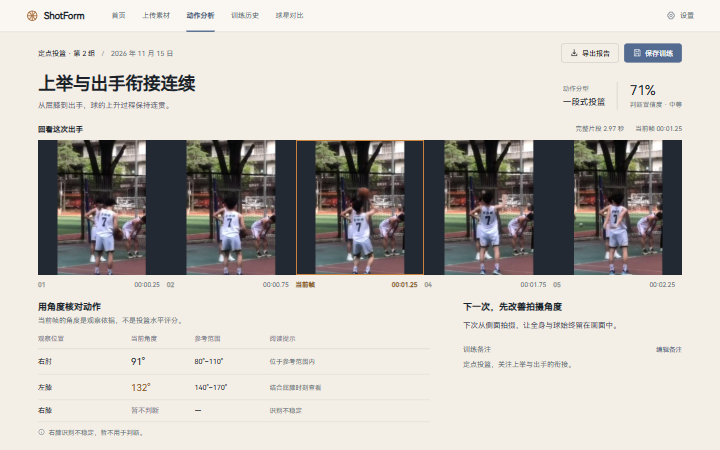 ShotForm 首页 上传素材 动作分析 训练历史 球星对比 设置
定点投篮 · 第 2 组 / 2026 年 11 月 15 日
导出报告 保存训练
上举与出手衔接连续
从屈膝到出手，球的上升过程保持连贯。
动作分型
一段式投篮
71%
判断置信度 · 中等
回看这次出手
完整片段 2.97 秒 当前帧 00:01.25
7 7 7 7 7
01 00:00.25 02 00:00.75 当前帧 00:01.25 04 00:01.75 05 00:02.25
用角度核对动作
当前帧的角度是观察依据，不是投篮水平评分。
观察位置 当前角度 参考范围 阅读提示
右肘 91° 80°–110° 位于参考范围内
左膝 132° 140°–170° 结合屈膝时刻查看
右膝 暂不判断 — 识别不稳定
右膝识别不稳定，暂不用于判断。
下一次，先改善拍摄角度
下次从侧面拍摄，让全身与球始终留在画面中。
训练备注 编辑备注
定点投篮，关注上举与出手的衔接。